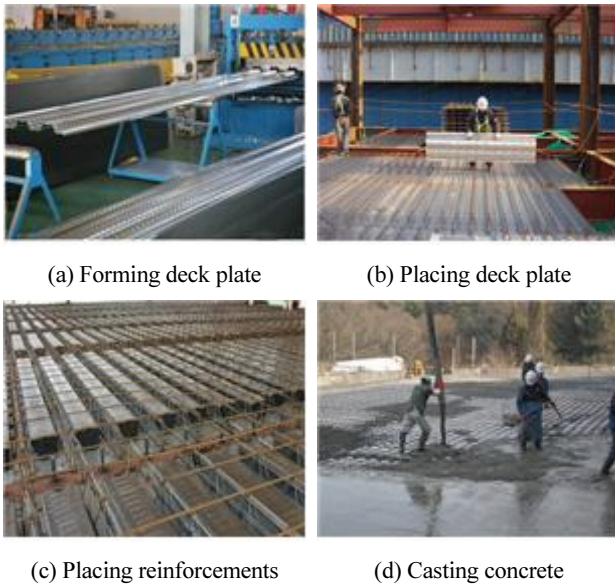 (a) Forming deck plate
(b) Placing deck plate
(c) Placing reinforcements
(d) Casting concrete